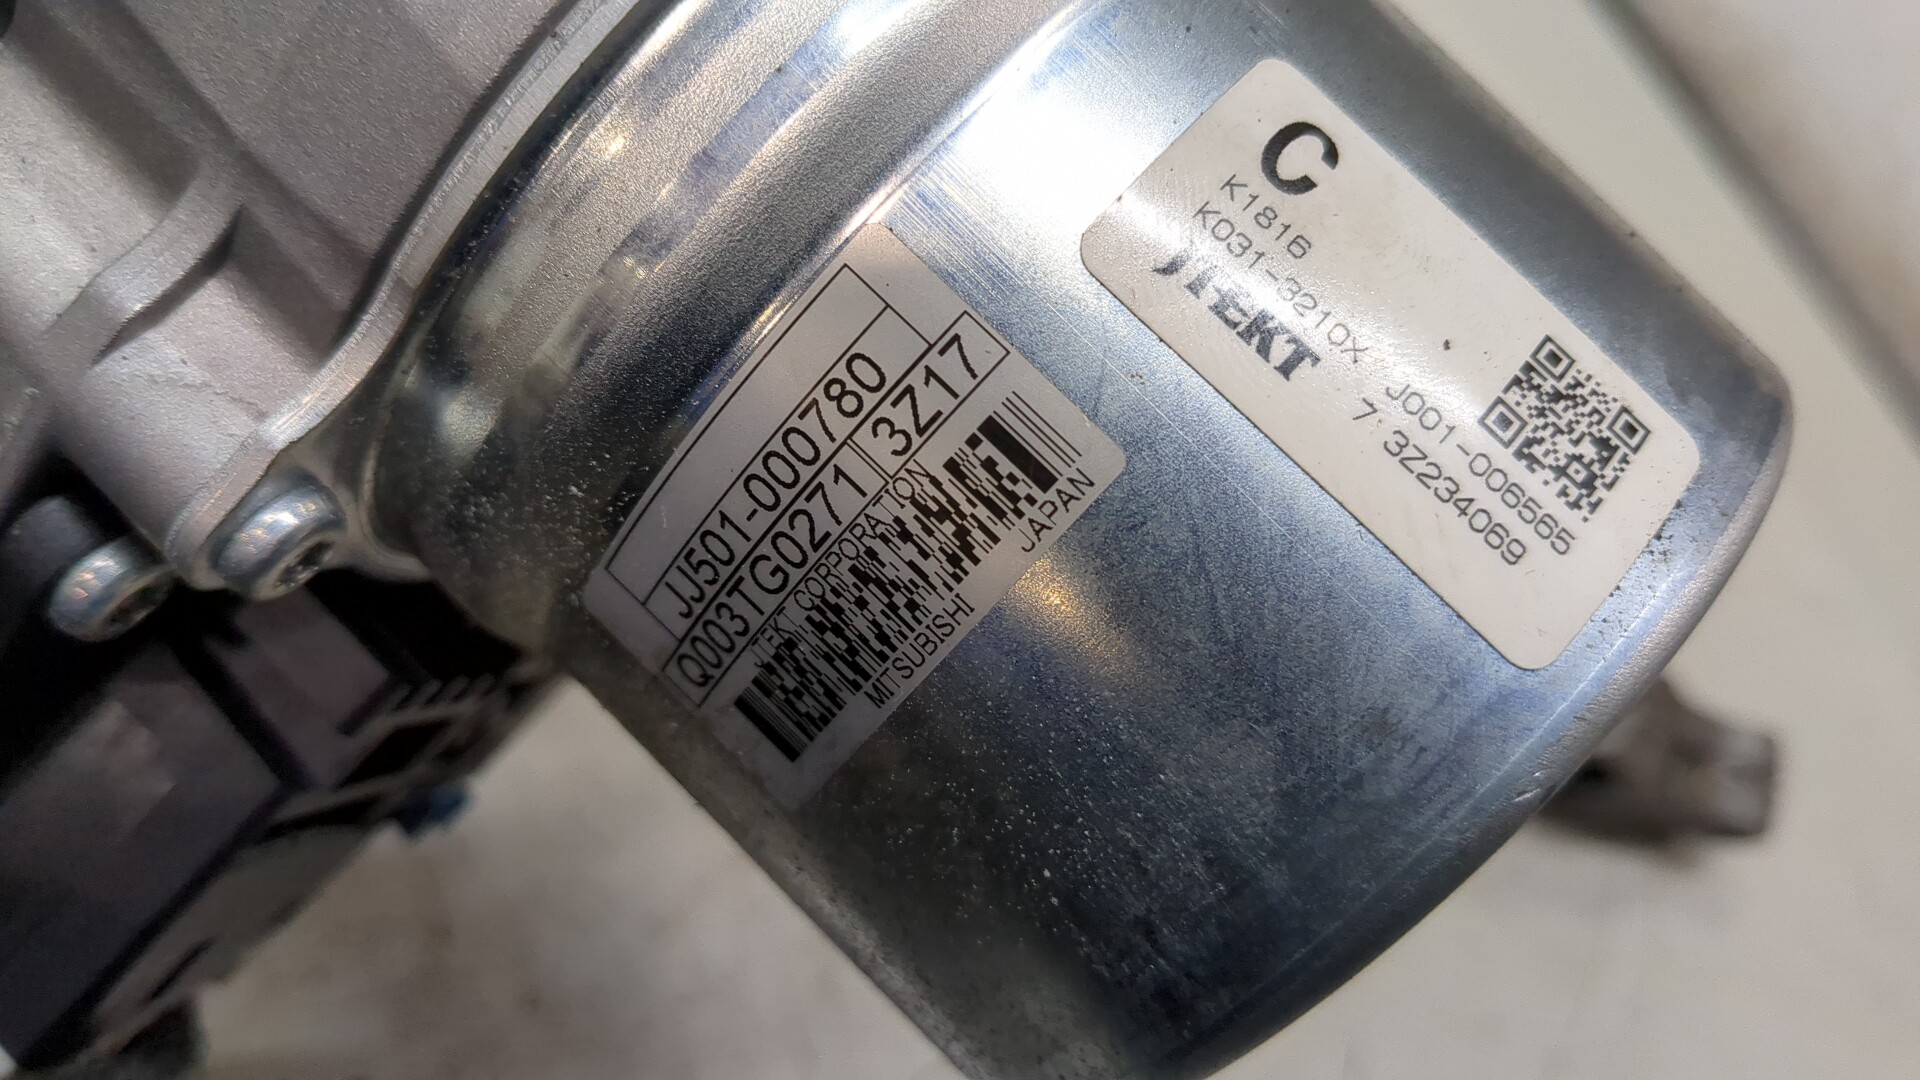 JJ501-000780
Q003TG0271 3Z17
JTEKT CORPORATION
MITSUBISHI JAPAN
C
K1816
K031-3210X J001-006565
JTEKT 7 3Z234069